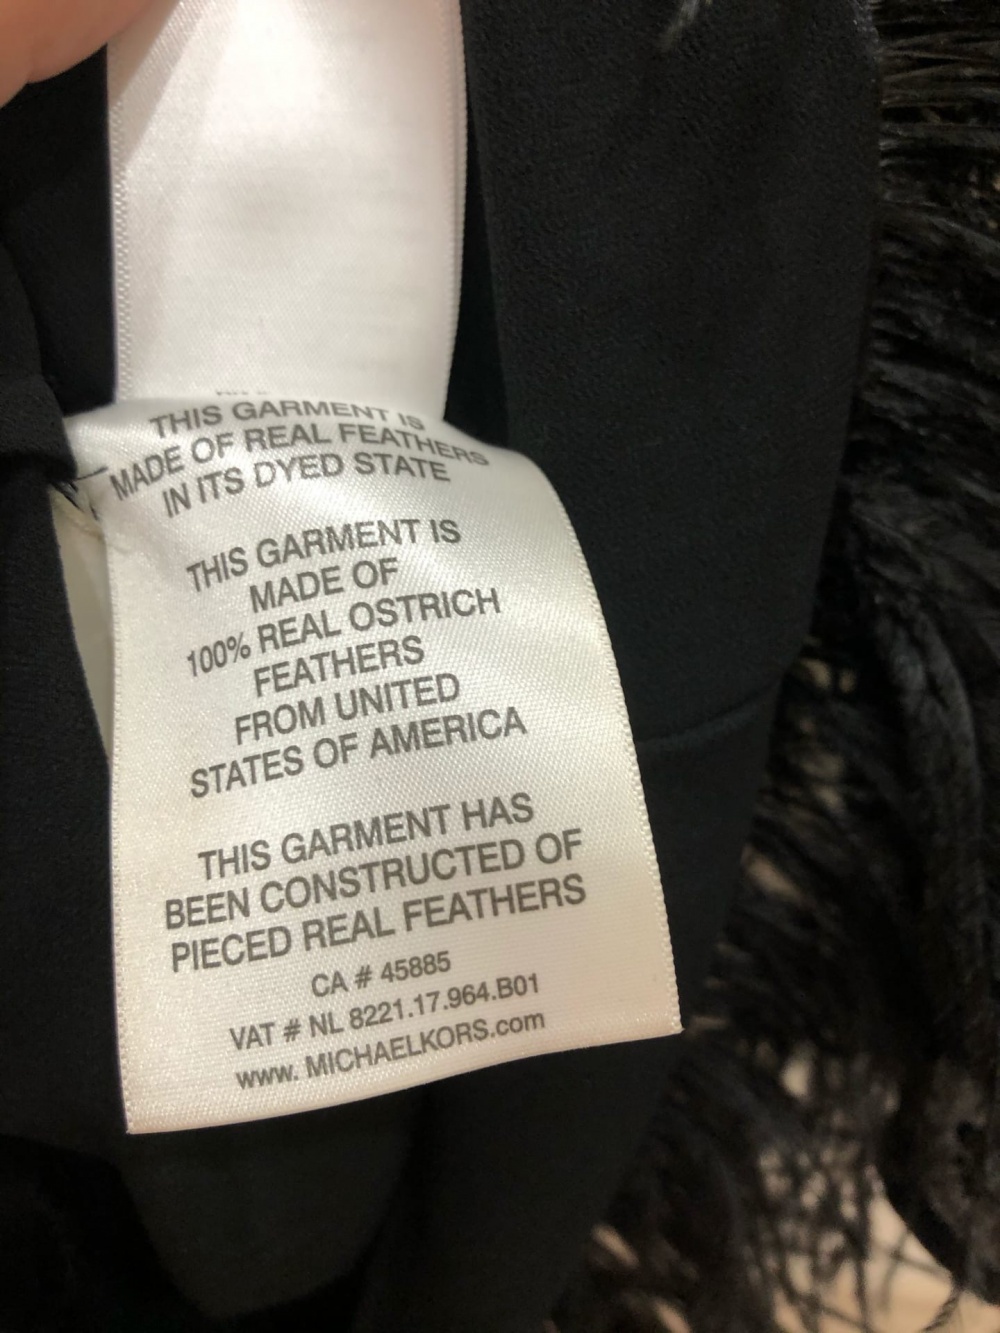 THIS GARMENT IS
MADE OF REAL FEATHERS
IN ITS DYED STATE
THIS GARMENT IS
MADE OF
100% REAL OSTRICH
FEATHERS
FROM UNITED
STATES OF AMERICA
THIS GARMENT HAS
BEEN CONSTRUCTED OF
PIECED REAL FEATHERS
CA # 45885
VAT # NL 8221.17.964.B01
www. MICHAELKORS.com